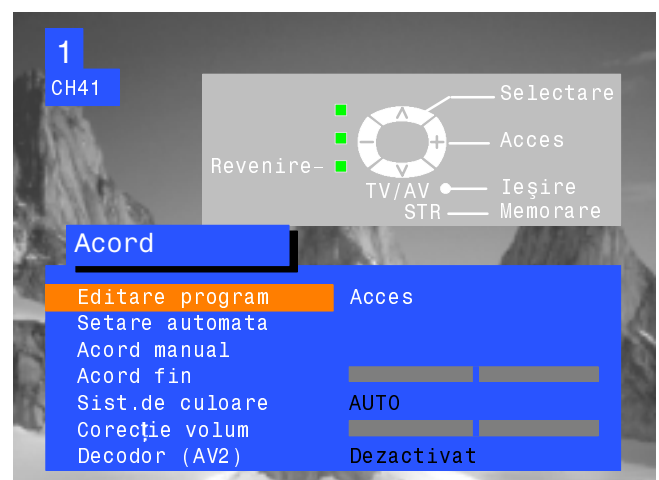 1
CH41
Selectare
Acces
Revenire-
TV/AV Ieşire
STR Memorare
Acord
Editare program Acces
Setare automata
Acord manual
Acord fin
Sist.de culoare AUTO
Corecţie volum
Decodor (AV2) Dezactivat